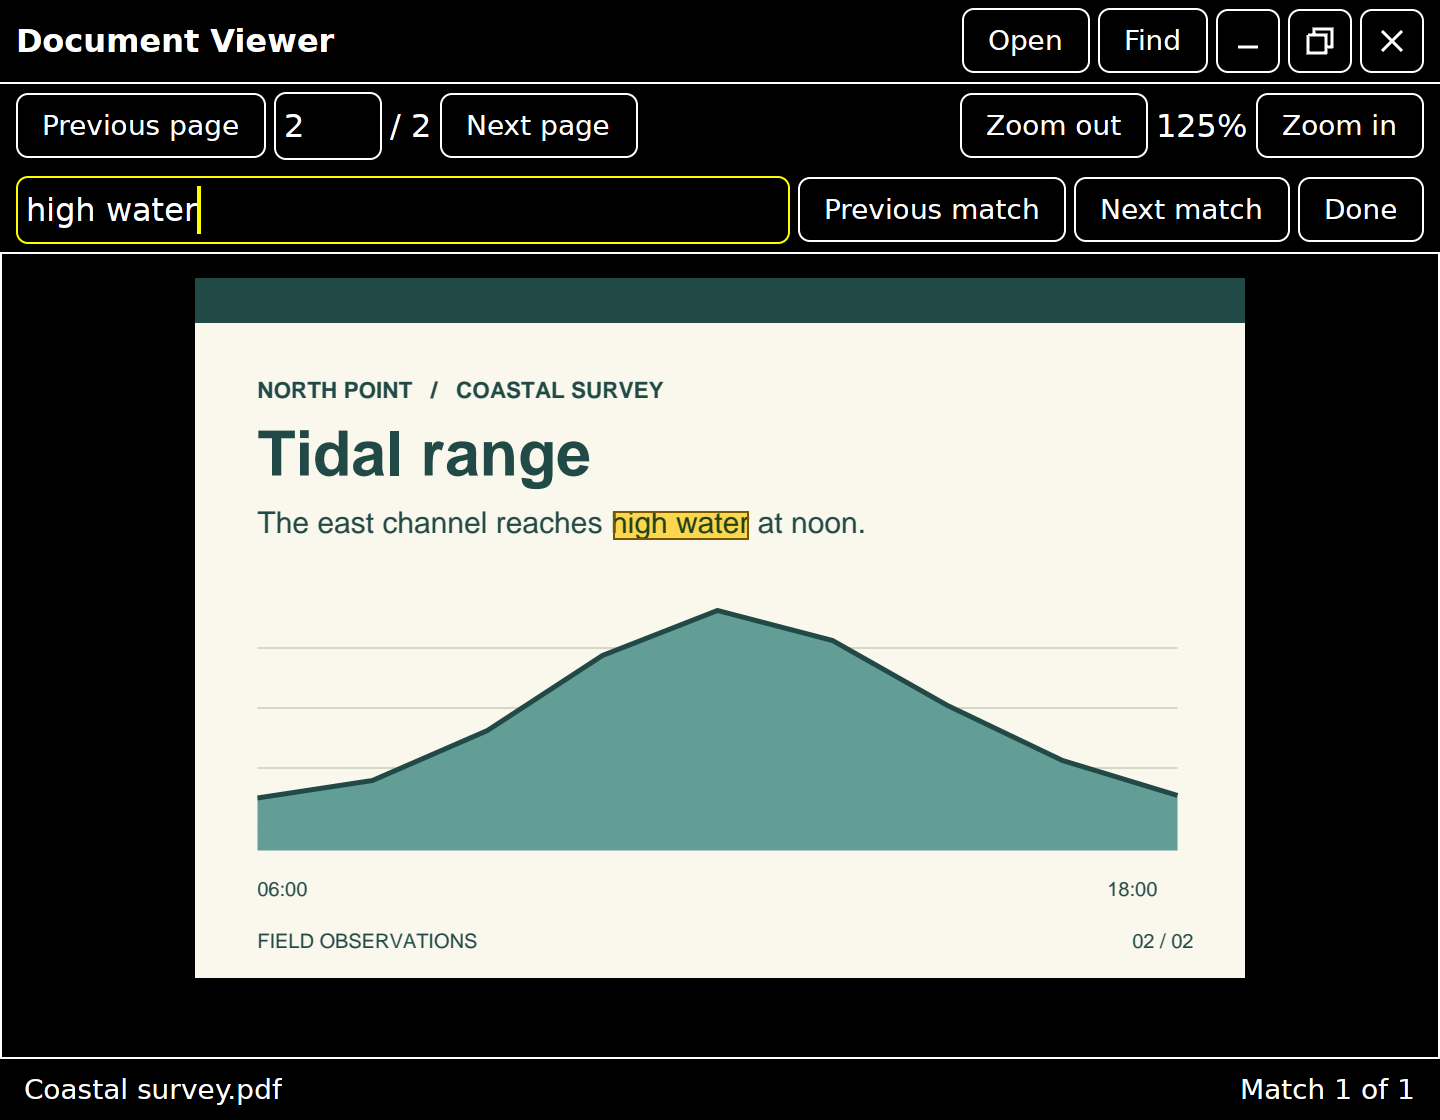 Document Viewer Open Find
Previous page 2 / 2 Next page Zoom out 125% Zoom in
high water Previous match Next match Done
NORTH POINT / COASTAL SURVEY
Tidal range
The east channel reaches high water at noon.
06:00 18:00
FIELD OBSERVATIONS 02 / 02
Coastal survey.pdf Match 1 of 1